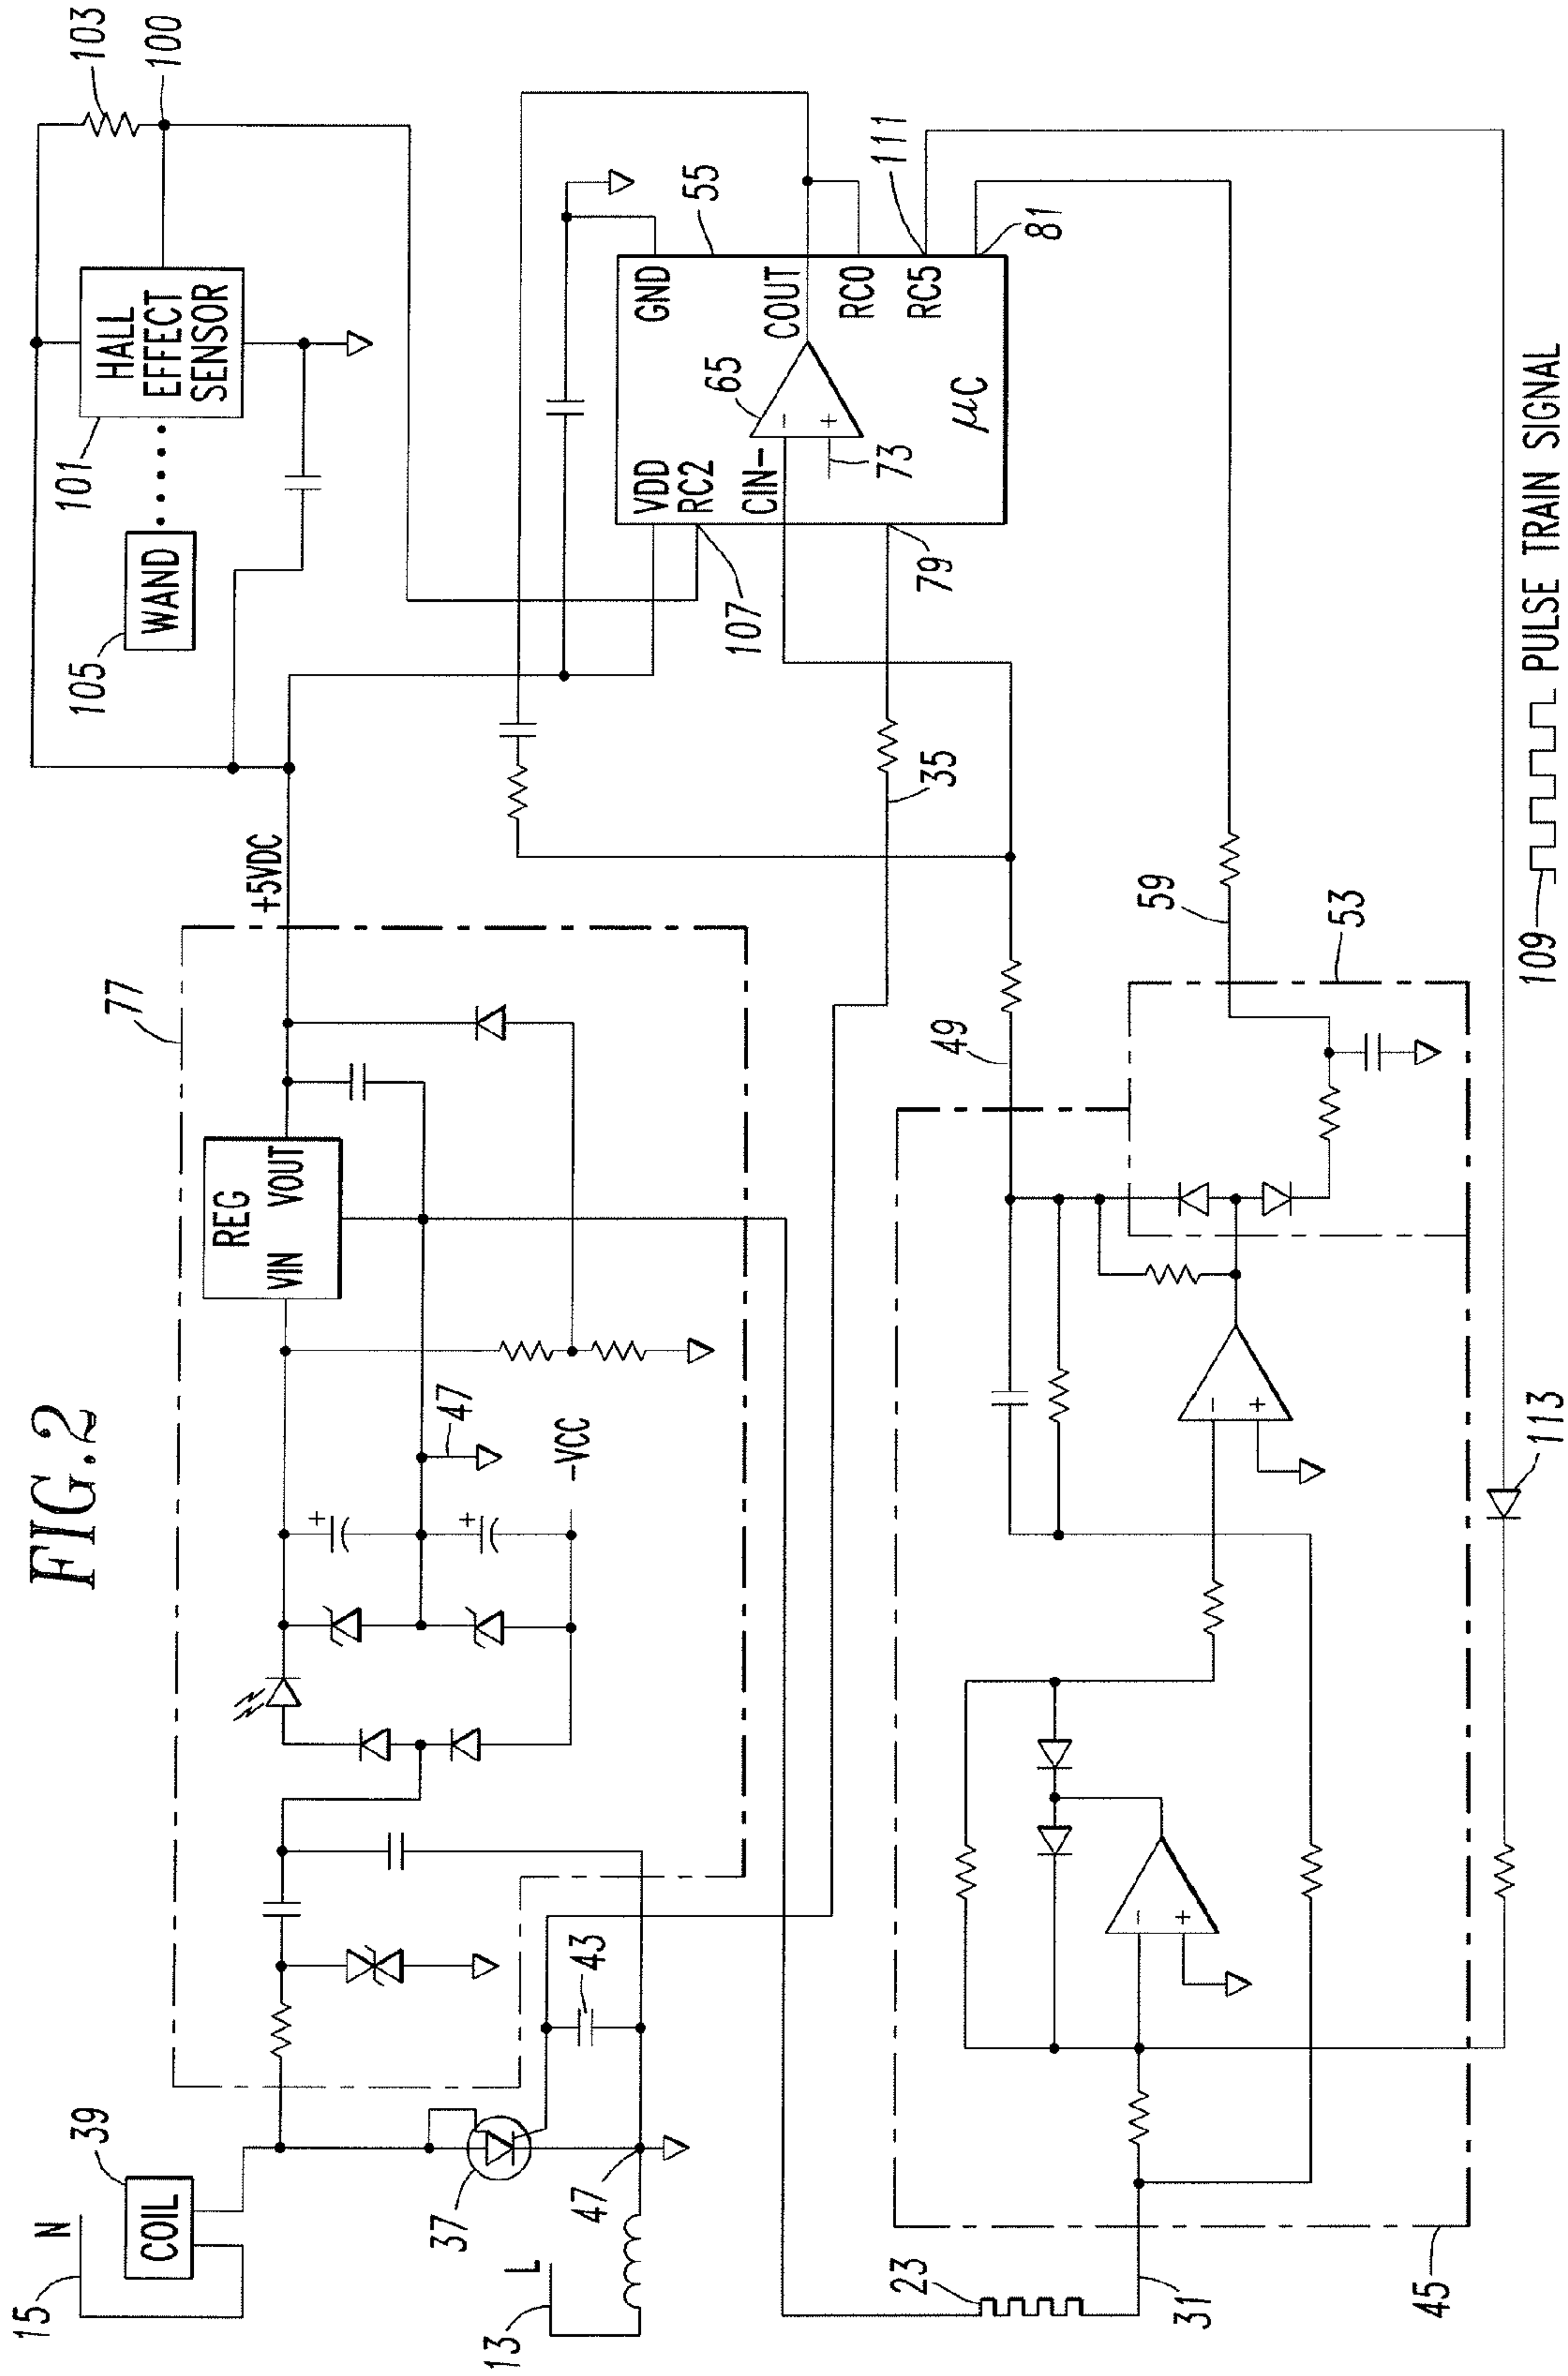 FIG.2
15
N
39
COIL
13
L
37
47
43
77
VIN
REG
VOUT
47
-VCC
+5VDC
105
WAND
101
HALL
EFFECT
SENSOR
103
100
107
VDD
RC2
CIN-
GND
55
65
-
+
73
COUT
RC0
RC5
µC
111
81
79
35
49
59
53
23
31
45
-
+
-
+
113
109
PULSE TRAIN SIGNAL
+
+